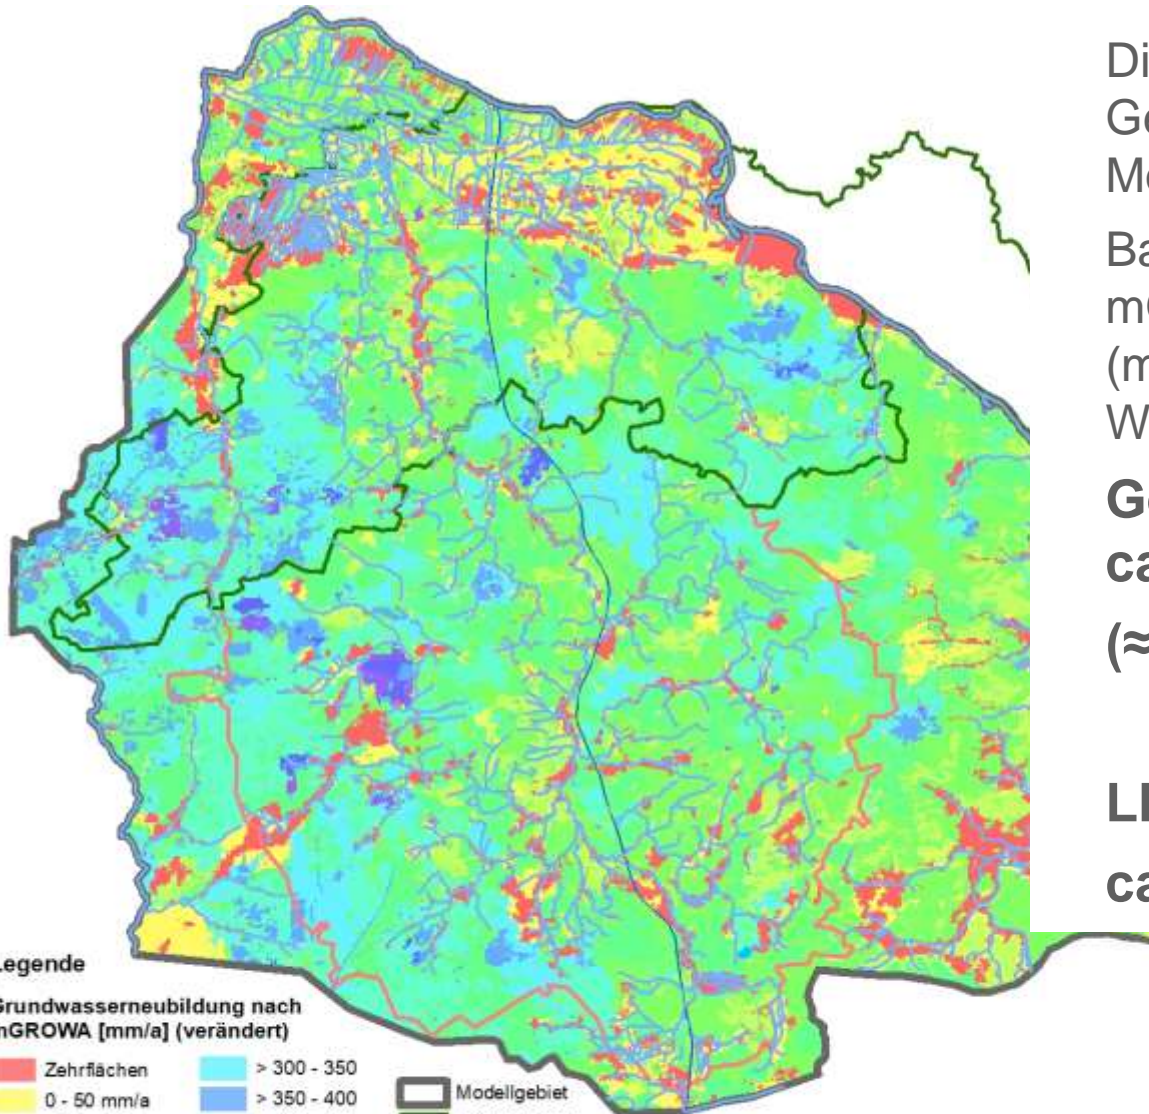 Di
Ge
Mo
Ba
(m
W
Ge
ca
(≈
LI
ca
Legende
Grundwasserneubildung nach
mGROWA [mm/a] (verändert)
Zehrflächen
0 - 50 mm/a
> 300 - 350
> 350 - 400
Modellgebiet